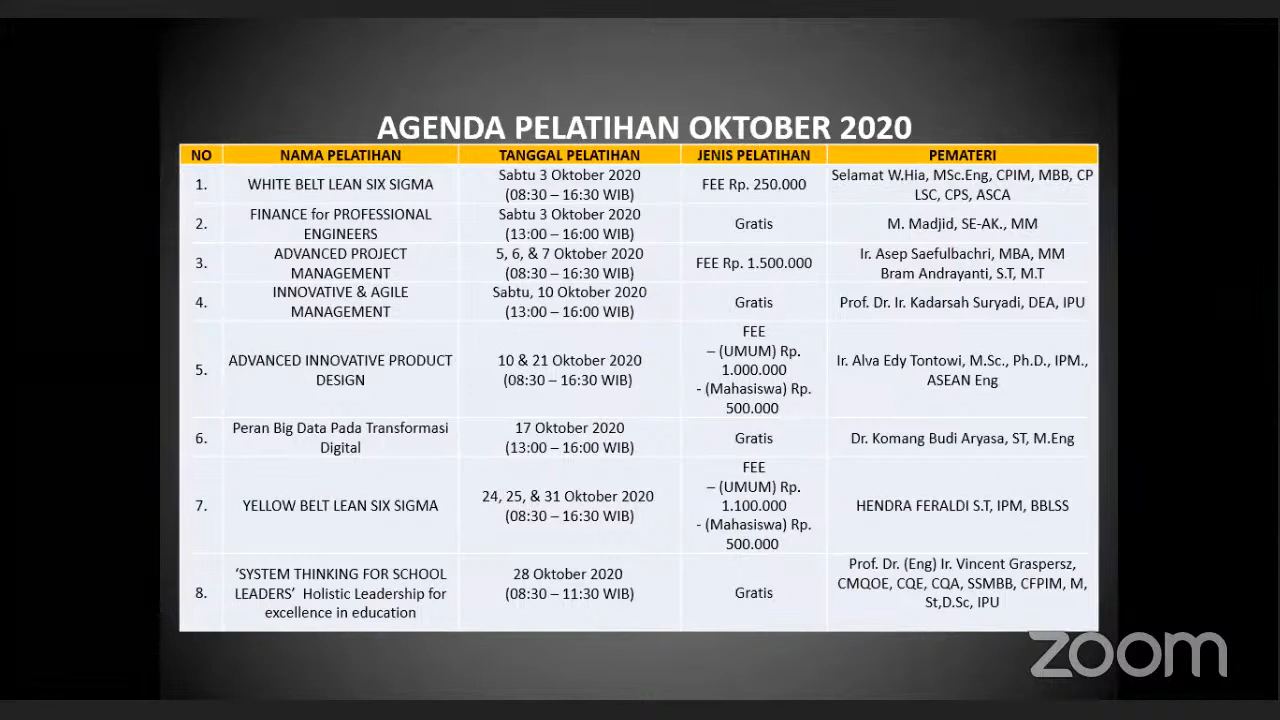 AGENDA PELATIHAN OKTOBER 2020
NO NAMA PELATIHAN TANGGAL PELATIHAN JENIS PELATIHAN PEMATERI
1. WHITE BELT LEAN SIX SIGMA
Sabtu 3 Oktober 2020
(08:30 – 16:30 WIB)
FEE Rp. 250.000
Selamat W.Hia, MSc.Eng, CPIM, MBB, CP
LSC, CPS, ASCA
2. FINANCE for PROFESSIONAL
ENGINEERS
Sabtu 3 Oktober 2020
(13:00 – 16:00 WIB)
Gratis
M. Madjid, SE-AK., MM
3. ADVANCED PROJECT
MANAGEMENT
5, 6, & 7 Oktober 2020
(08:30 – 16:30 WIB)
FEE Rp. 1.500.000
Ir. Asep Saefulbachri, MBA, MM
Bram Andrayanti, S.T, M.T
4. INNOVATIVE & AGILE
MANAGEMENT
Sabtu, 10 Oktober 2020
(13:00 – 16:00 WIB)
Gratis
Prof. Dr. Ir. Kadarsah Suryadi, DEA, IPU
5. ADVANCED INNOVATIVE PRODUCT
DESIGN
10 & 21 Oktober 2020
(08:30 – 16:30 WIB)
FEE
– (UMUM) Rp.
1.000.000
- (Mahasiswa) Rp.
500.000
Ir. Alva Edy Tontowi, M.Sc., Ph.D., IPM.,
ASEAN Eng
6. Peran Big Data Pada Transformasi
Digital
17 Oktober 2020
(13:00 – 16:00 WIB)
Gratis
Dr. Komang Budi Aryasa, ST, M.Eng
7. YELLOW BELT LEAN SIX SIGMA
24, 25, & 31 Oktober 2020
(08:30 – 16:30 WIB)
FEE
– (UMUM) Rp.
1.100.000
- (Mahasiswa) Rp.
500.000
HENDRA FERALDI S.T, IPM, BBLSS
8. ‘SYSTEM THINKING FOR SCHOOL
LEADERS’ Holistic Leadership for
excellence in education
28 Oktober 2020
(08:30 – 11:30 WIB)
Gratis
Prof. Dr. (Eng) Ir. Vincent Graspersz,
CMQOE, CQE, CQA, SSMBB, CFPIM, M,
St,D.Sc, IPU
zoom